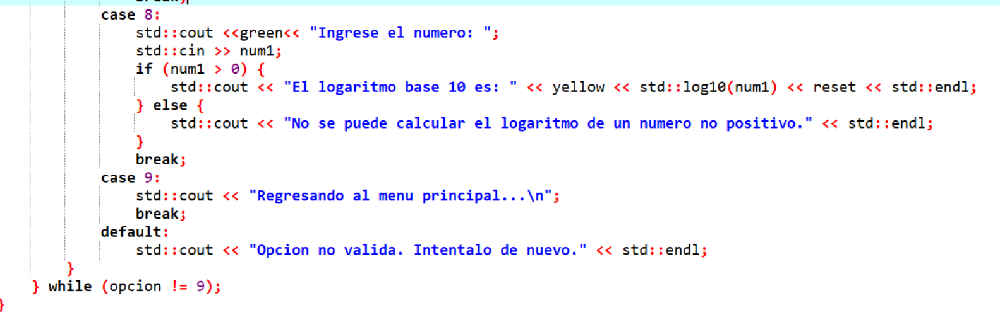 break;
case 8:
std::cout <<green<< "Ingrese el numero: ";
std::cin >> num1;
if (num1 > 0) {
std::cout << "El logaritmo base 10 es: " << yellow << std::log10(num1) << reset << std::endl;
} else {
std::cout << "No se puede calcular el logaritmo de un numero no positivo." << std::endl;
}
break;
case 9:
std::cout << "Regresando al menu principal...\n";
break;
default:
std::cout << "Opcion no valida. Intentalo de nuevo." << std::endl;
}
} while (opcion != 9);
}